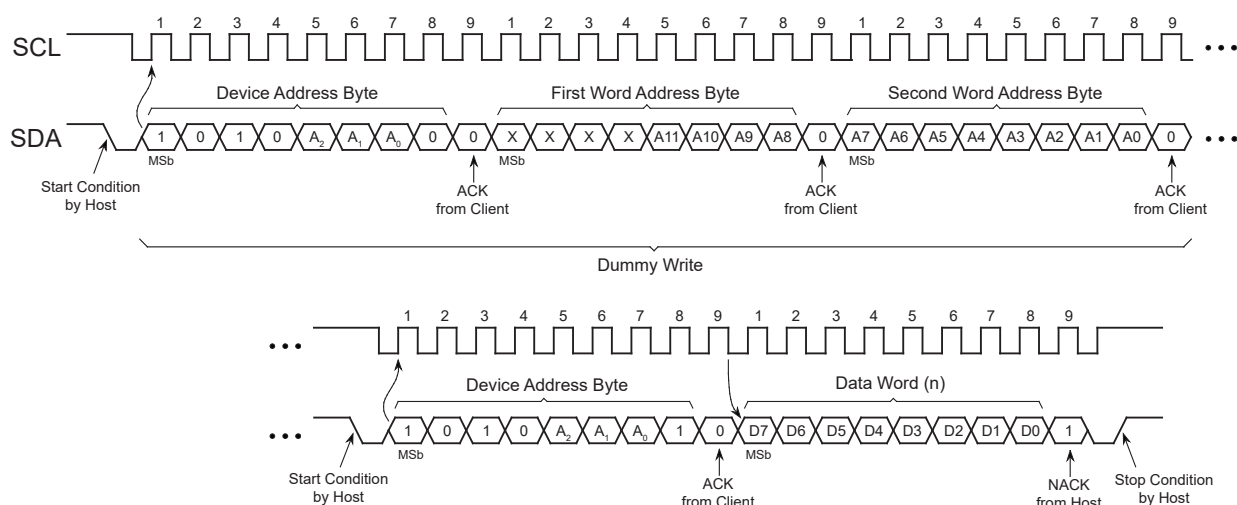 1 2 3 4 5 6 7 8 9 1 2 3 4 5 6 7 8 9 1 2 3 4 5 6 7 8 9
SCL
Device Address Byte First Word Address Byte Second Word Address Byte
SDA 1 0 1 0 A₂ A₁ A₀ 0 0 X X X X A11 A10 A9 A8 0 A7 A6 A5 A4 A3 A2 A1 A0 0
MSb MSb MSb
Start Condition
by Host
ACK
from Client
ACK
from Client
ACK
from Client
Dummy Write
1 2 3 4 5 6 7 8 9 1 2 3 4 5 6 7 8 9
Device Address Byte Data Word (n)
1 0 1 0 A₂ A₁ A₀ 1 0 D7 D6 D5 D4 D3 D2 D1 D0 1
MSb MSb
Start Condition
by Host
ACK
from Client
NACK
from Host
Stop Condition
by Host